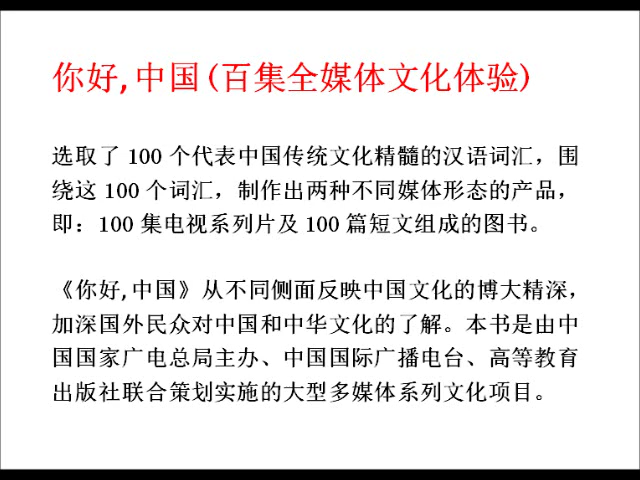 你好,中国(百集全媒体文化体验)
选取了 100 个代表中国传统文化精髓的汉语词汇，围
绕这 100 个词汇，制作出两种不同媒体形态的产品，
即：100 集电视系列片及 100 篇短文组成的图书。
《你好,中国》从不同侧面反映中国文化的博大精深，
加深国外民众对中国和中华文化的了解。本书是由中
国国家广电总局主办、中国国际广播电台、高等教育
出版社联合策划实施的大型多媒体系列文化项目。